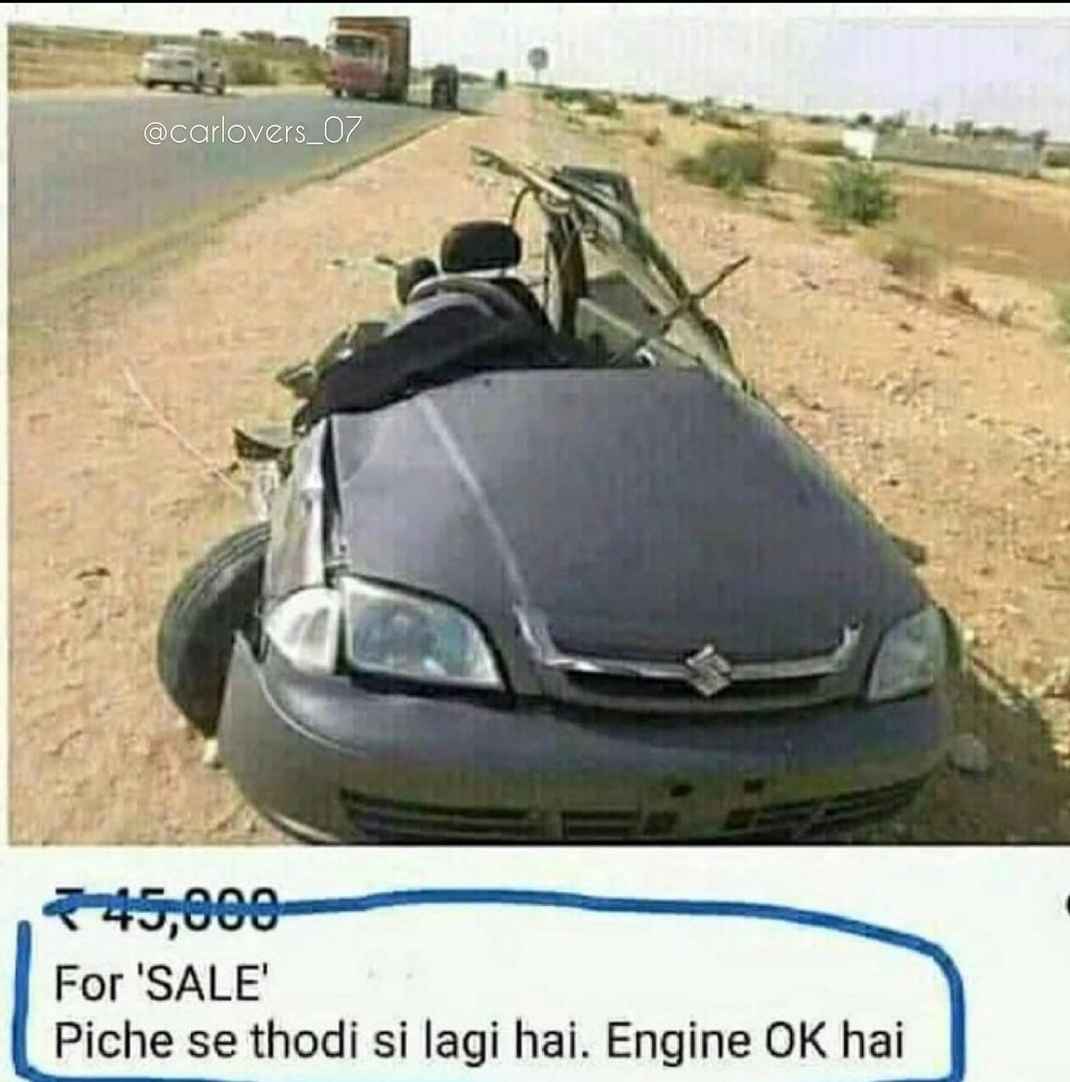 @carlovers_07
₹ 45,000
For 'SALE'
Piche se thodi si lagi hai. Engine OK hai